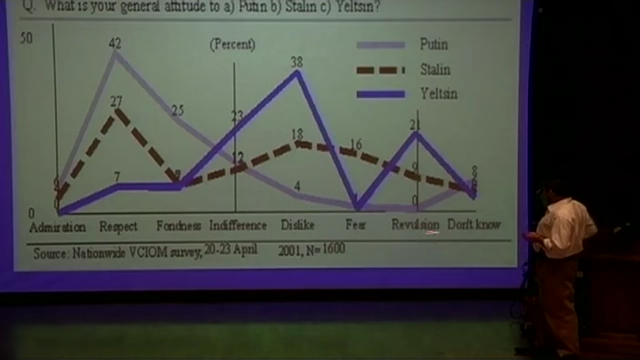 Q. What is your general attitude to a) Putin b) Stalin c) Yeltsin?
50
42
(Percent)
Putin
38
Stalin
27
25
Yeltsin
23
21
18
16
12
9
7
4
0
Admiration Respect Fondness Indifference Dislike Fear Revulsion Don't know
Source: Nationwide VCIOM survey, 20-23 April 2001, N=1600